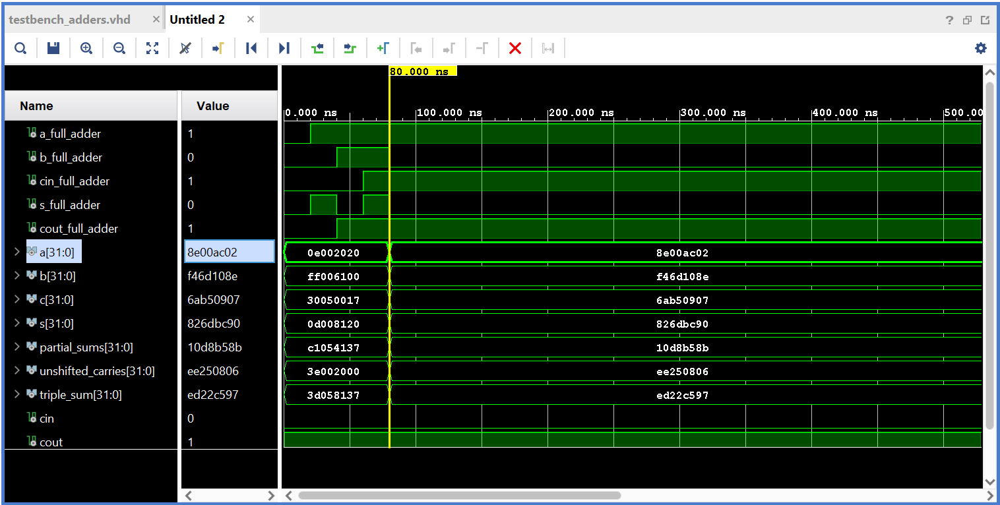 testbench_adders.vhd × Untitled 2 ×
?
80.000 ns
Name Value
0.000 ns 100.000 ns 200.000 ns 300.000 ns 400.000 ns 500.00
a_full_adder 1
b_full_adder 0
cin_full_adder 1
s_full_adder 0
cout_full_adder 1
a[31:0] 8e00ac02 0e002020 8e00ac02
b[31:0] f46d108e ff006100 f46d108e
c[31:0] 6ab50907 30050017 6ab50907
s[31:0] 826dbc90 0d008120 826dbc90
partial_sums[31:0] 10d8b58b c1054137 10d8b58b
unshifted_carries[31:0] ee250806 3e002000 ee250806
triple_sum[31:0] ed22c597 3d058137 ed22c597
cin 0
cout 1